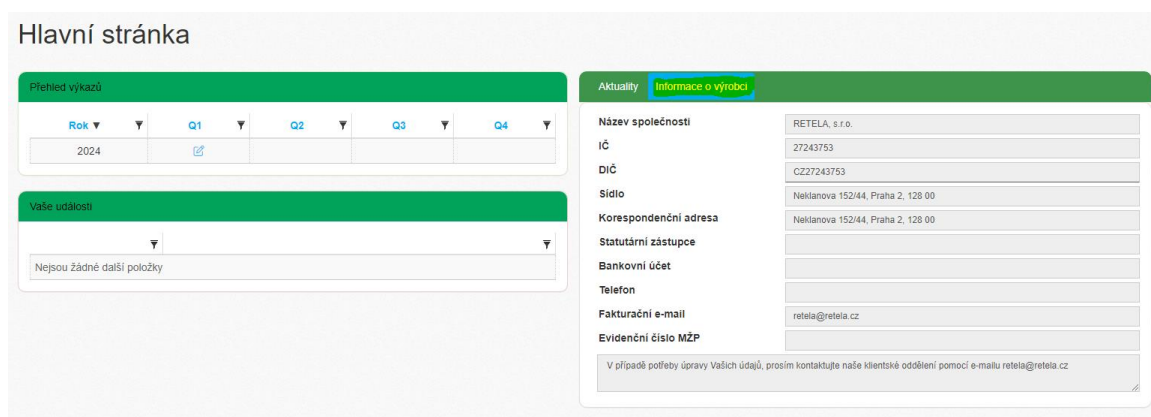 Hlavní stránka
Přehled výkazů
Rok Q1 Q2 Q3 Q4
2024
Vaše události
Nejsou žádné další položky
Aktuality Informace o výrobci
Název společnosti RETELA, s.r.o.
IČ 27243753
DIČ CZ27243753
Sídlo Neklanova 152/44, Praha 2, 128 00
Korespondenční adresa Neklanova 152/44, Praha 2, 128 00
Statutární zástupce
Bankovní účet
Telefon
Fakturační e-mail retela@retela.cz
Evidenční číslo MŽP
V případě potřeby úpravy Vašich údajů, prosím kontaktujte naše klientské oddělení pomocí e-mailu retela@retela.cz